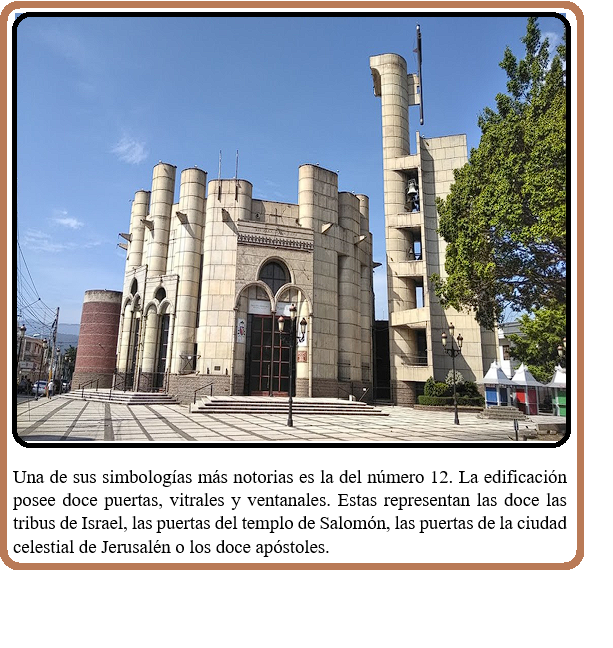 Una de sus simbologías más notorias es la del número 12. La edificación
posee doce puertas, vitrales y ventanales. Estas representan las doce las
tribus de Israel, las puertas del templo de Salomón, las puertas de la ciudad
celestial de Jerusalén o los doce apóstoles.